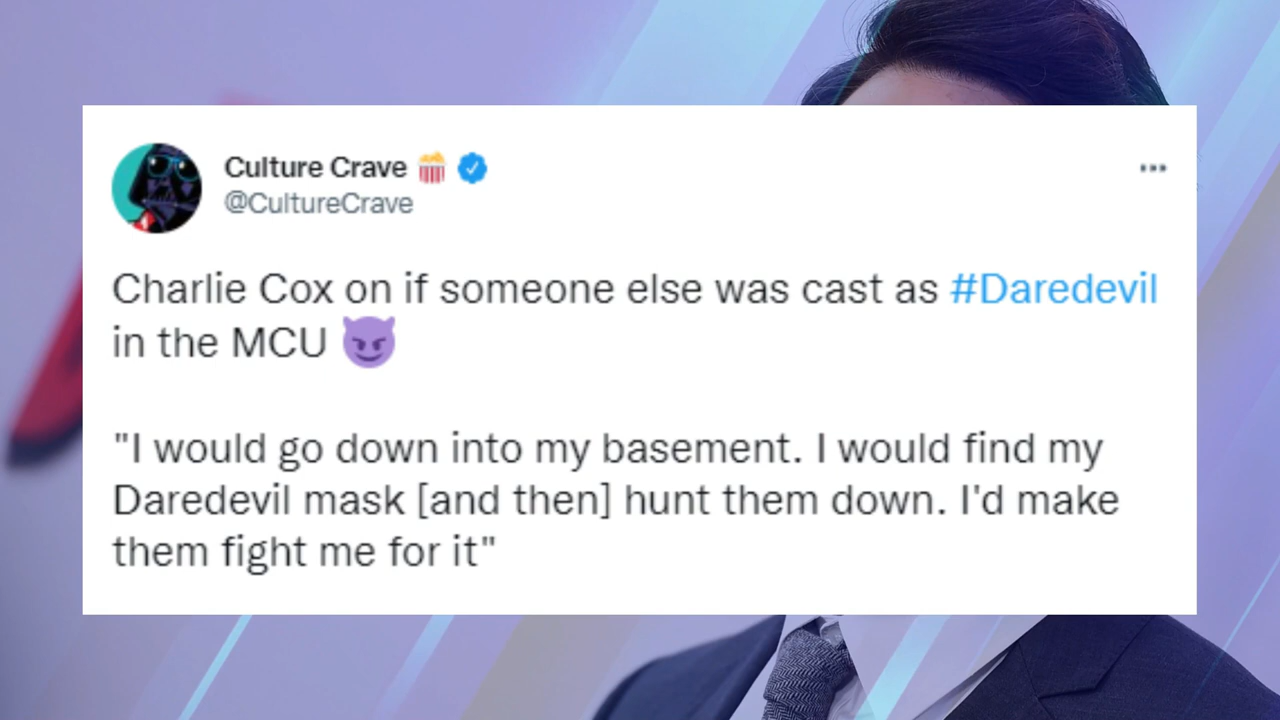 Culture Crave 🍿
@CultureCrave
Charlie Cox on if someone else was cast as #Daredevil
in the MCU 😈
"I would go down into my basement. I would find my
Daredevil mask [and then] hunt them down. I'd make
them fight me for it"